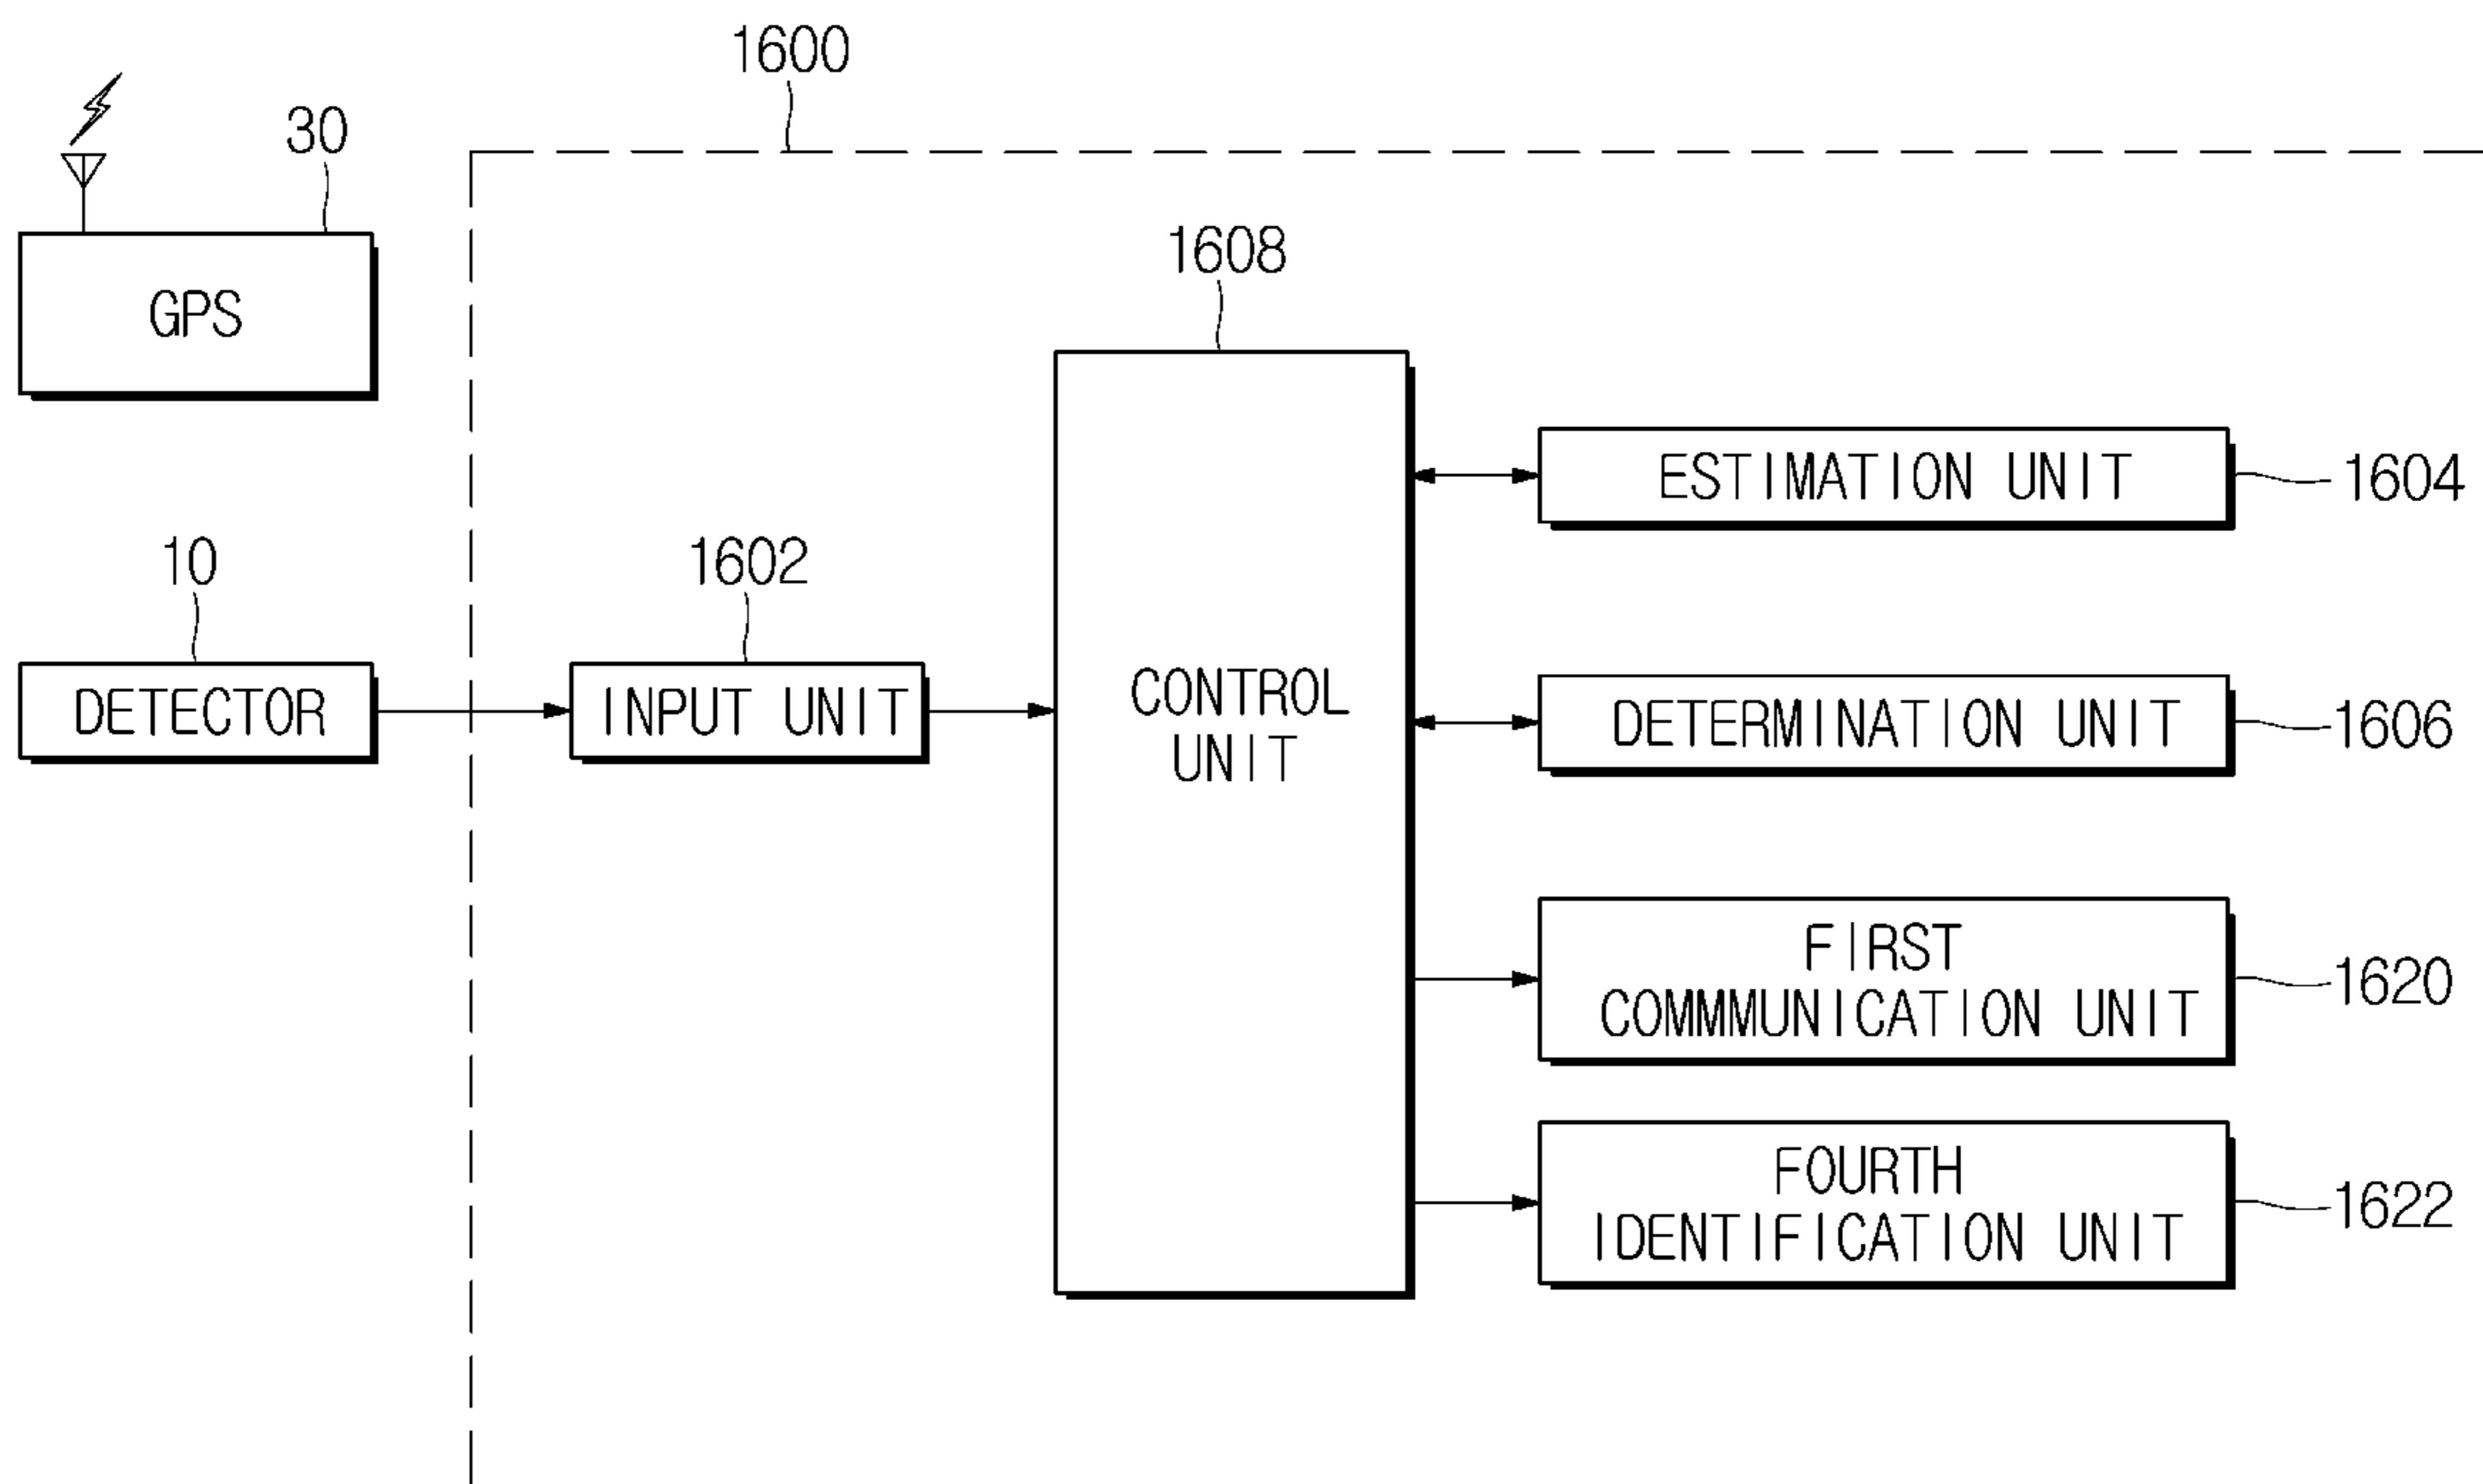 1600
30
GPS
1608
ESTIMATION UNIT
1604
10
1602
DETECTOR
INPUT UNIT
CONTROL
UNIT
DETERMINATION UNIT
1606
FIRST
COMMMUNICATION UNIT
1620
FOURTH
IDENTIFICATION UNIT
1622